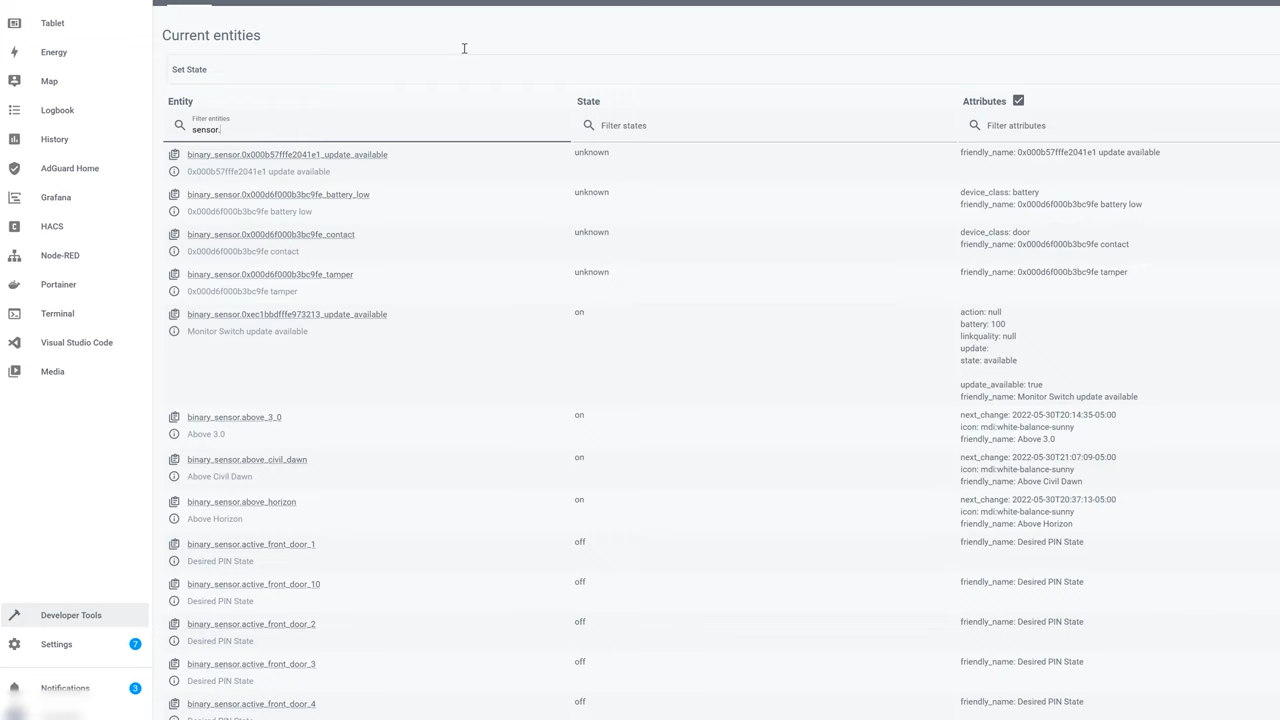 Tablet
Energy
Map
Logbook
History
AdGuard Home
Grafana
HACS
Node-RED
Portainer
Terminal
Visual Studio Code
Media
Developer Tools
Settings 7
Notifications 3
Current entities
Set State
Entity State Attributes
Filter entities
sensor. Filter states Filter attributes
binary_sensor.0x000b57fffe2041e1_update_available unknown friendly_name: 0x000b57fffe2041e1 update available
0x000b57fffe2041e1 update available
binary_sensor.0x000d6f000b3bc9fe_battery_low unknown device_class: battery
0x000d6f000b3bc9fe battery low friendly_name: 0x000d6f000b3bc9fe battery low
binary_sensor.0x000d6f000b3bc9fe_contact unknown device_class: door
0x000d6f000b3bc9fe contact friendly_name: 0x000d6f000b3bc9fe contact
binary_sensor.0x000d6f000b3bc9fe_tamper unknown friendly_name: 0x000d6f000b3bc9fe tamper
0x000d6f000b3bc9fe tamper
binary_sensor.0xec1bbdfffe973213_update_available on action: null
Monitor Switch update available battery: 100
linkquality: null
update:
state: available
update_available: true
friendly_name: Monitor Switch update available
binary_sensor.above_3_0 on next_change: 2022-05-30T20:14:35-05:00
icon: mdi:white-balance-sunny
Above 3.0 friendly_name: Above 3.0
binary_sensor.above_civil_dawn on next_change: 2022-05-30T21:07:09-05:00
icon: mdi:white-balance-sunny
Above Civil Dawn friendly_name: Above Civil Dawn
binary_sensor.above_horizon on next_change: 2022-05-30T20:37:13-05:00
icon: mdi:white-balance-sunny
Above Horizon friendly_name: Above Horizon
binary_sensor.active_front_door_1 off friendly_name: Desired PIN State
Desired PIN State
binary_sensor.active_front_door_10 off friendly_name: Desired PIN State
Desired PIN State
binary_sensor.active_front_door_2 off friendly_name: Desired PIN State
Desired PIN State
binary_sensor.active_front_door_3 off friendly_name: Desired PIN State
Desired PIN State
binary_sensor.active_front_door_4 off friendly_name: Desired PIN State
Desired PIN State